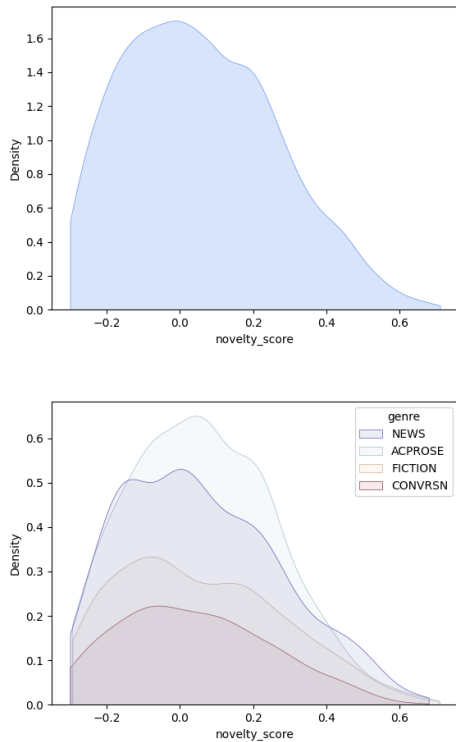 1.6
1.4
1.2
1.0
0.8
0.6
0.4
0.2
0.0
Density
−0.2 0.0 0.2 0.4 0.6
novelty_score
genre
NEWS
ACPROSE
FICTION
CONVRSN
0.6
0.5
0.4
0.3
0.2
0.1
0.0
Density
−0.2 0.0 0.2 0.4 0.6
novelty_score